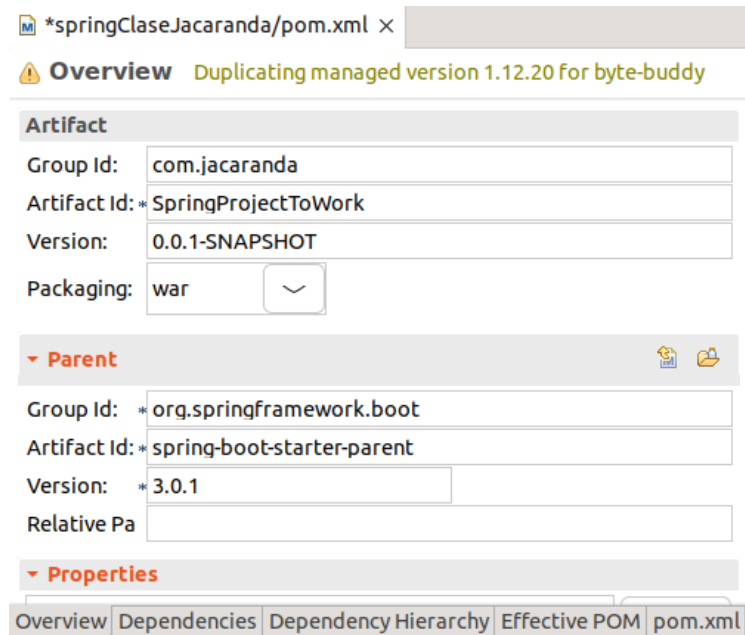 *springClaseJacaranda/pom.xml ×
Overview Duplicating managed version 1.12.20 for byte-buddy
Artifact
Group Id: com.jacaranda
Artifact Id:* SpringProjectToWork
Version: 0.0.1-SNAPSHOT
Packaging: war
Parent
Group Id: * org.springframework.boot
Artifact Id:* spring-boot-starter-parent
Version: * 3.0.1
Relative Pa
Properties
Overview Dependencies Dependency Hierarchy Effective POM pom.xml